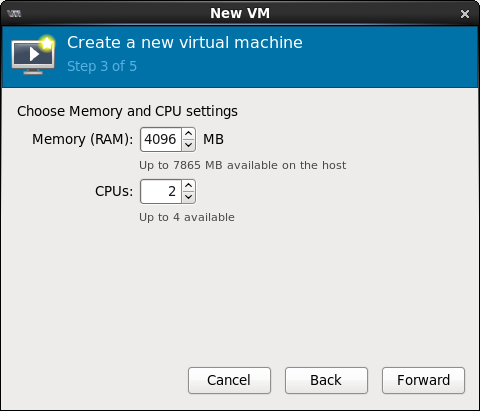 New VM
Create a new virtual machine
Step 3 of 5
Choose Memory and CPU settings
Memory (RAM): 4096 MB
Up to 7865 MB available on the host
CPUs: 2
Up to 4 available
Cancel Back Forward